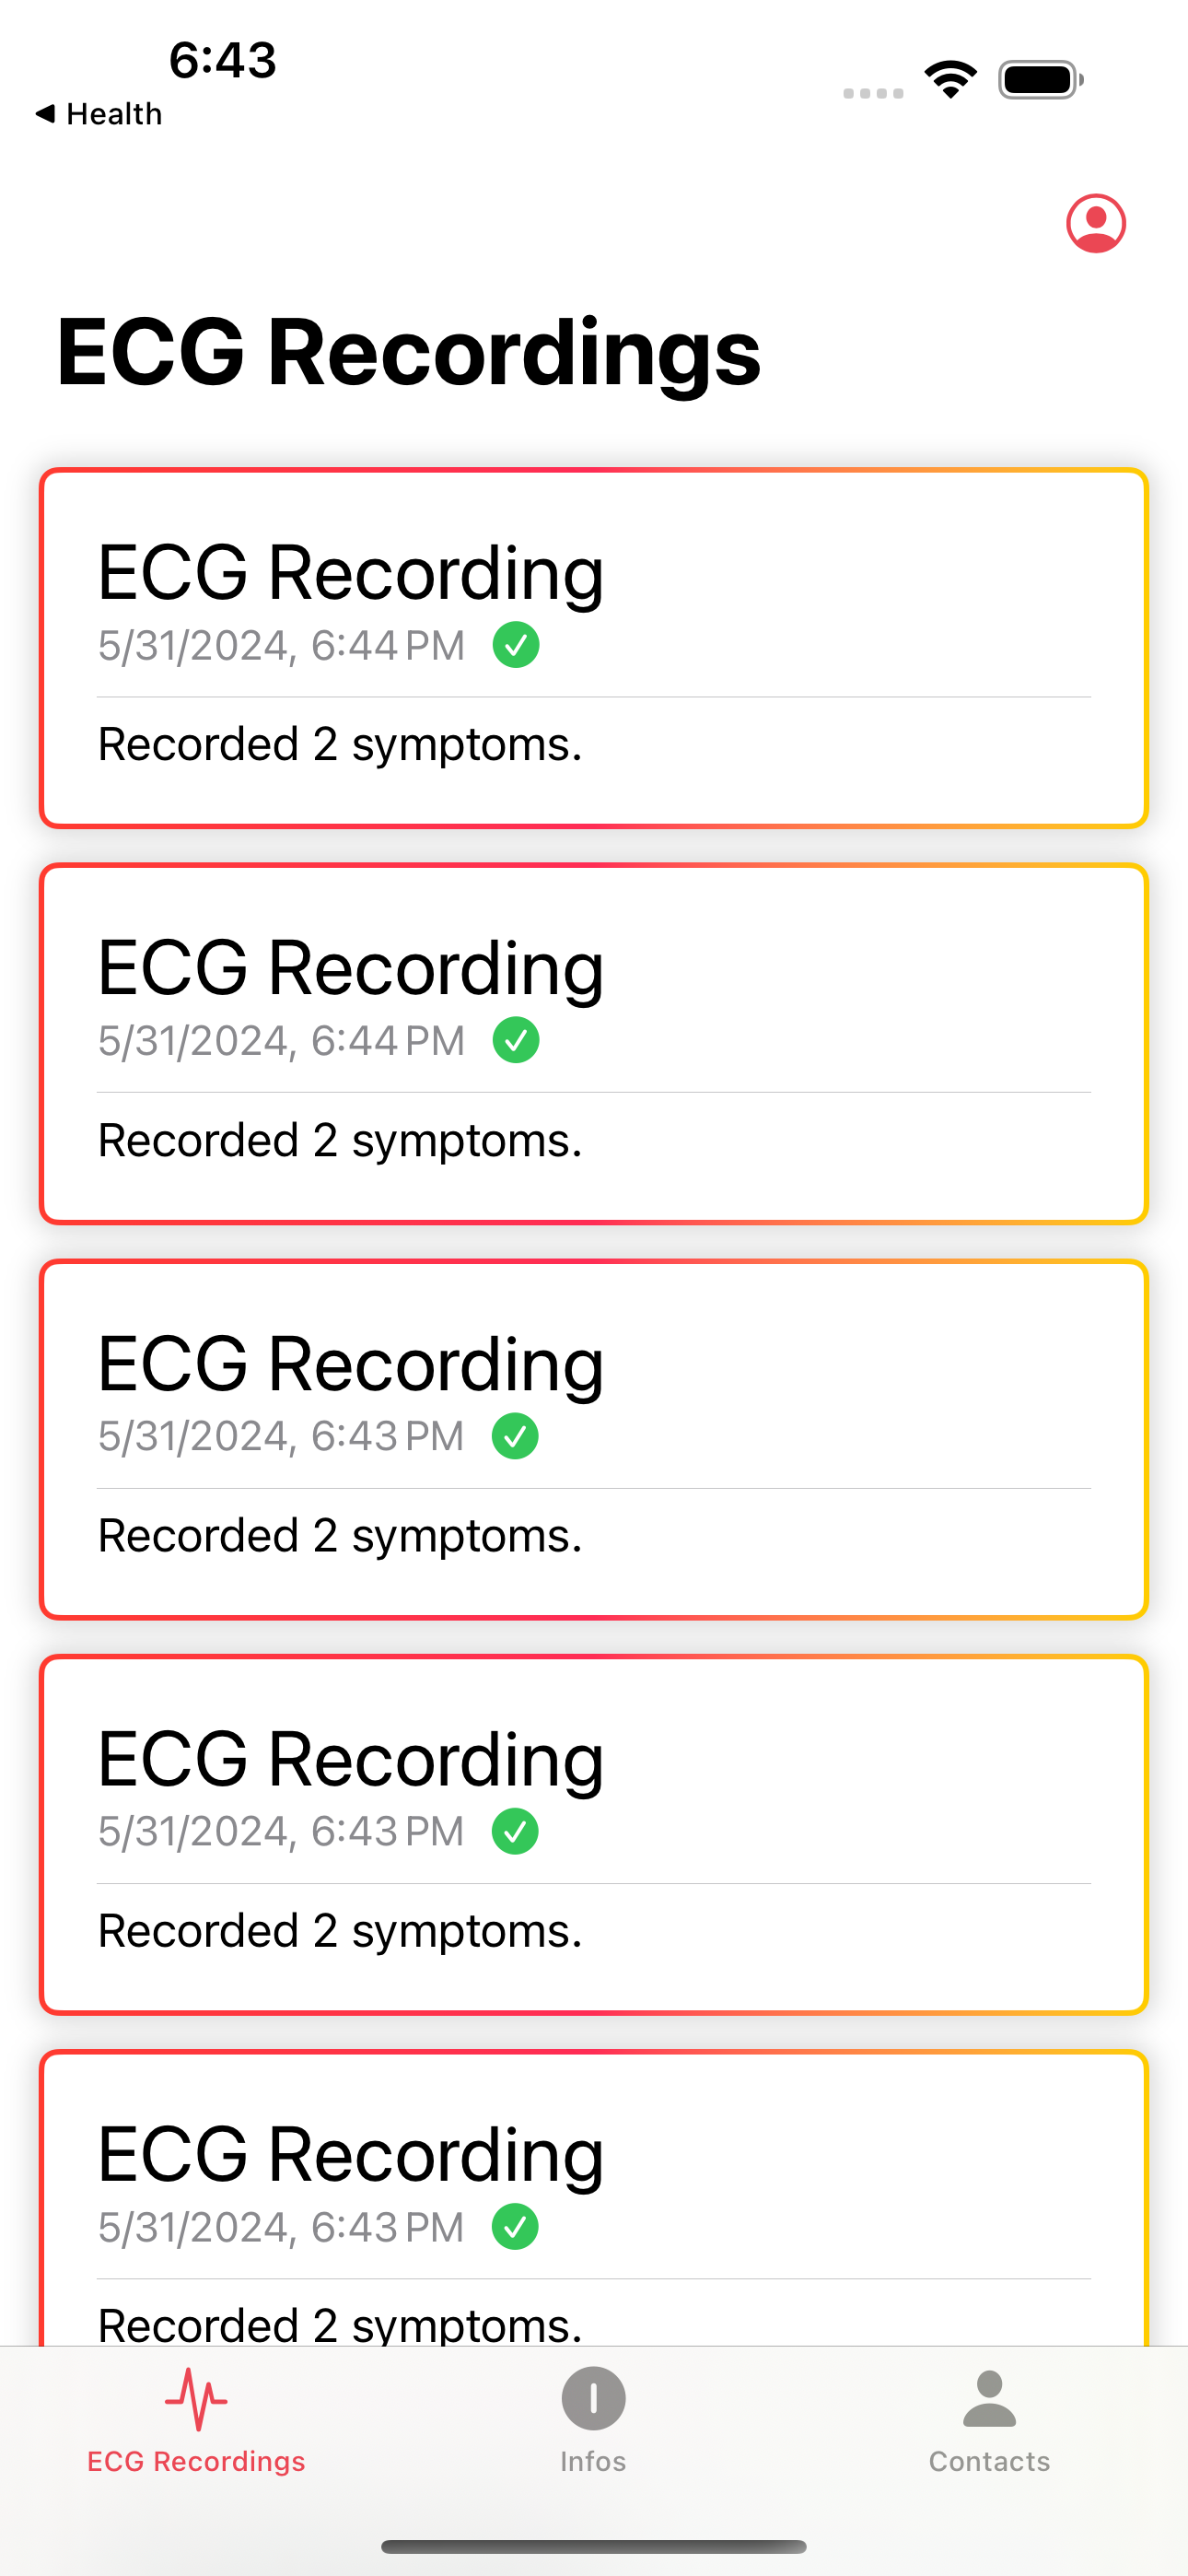 6:43
Health
ECG Recordings
ECG Recording
5/31/2024, 6:44 PM
Recorded 2 symptoms.
ECG Recording
5/31/2024, 6:44 PM
Recorded 2 symptoms.
ECG Recording
5/31/2024, 6:43 PM
Recorded 2 symptoms.
ECG Recording
5/31/2024, 6:43 PM
Recorded 2 symptoms.
ECG Recording
5/31/2024, 6:43 PM
Recorded 2 symptoms.
ECG Recordings
Infos
Contacts